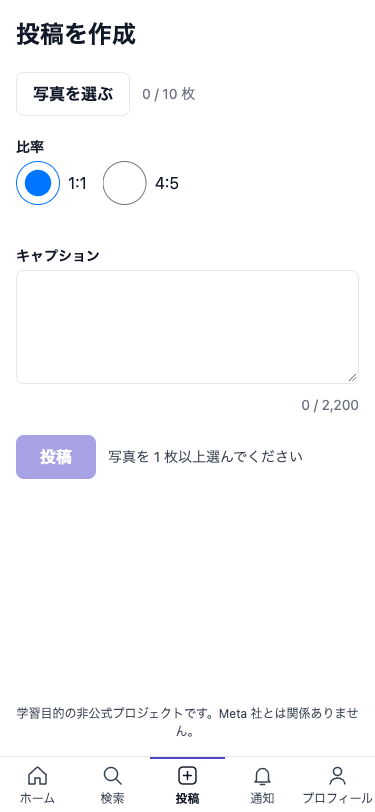 投稿を作成
写真を選ぶ 0 / 10 枚
比率
1:1 4:5
キャプション
0 / 2,200
投稿 写真を 1 枚以上選んでください
学習目的の非公式プロジェクトです。Meta 社とは関係ありませ
ん。
ホーム 検索 投稿 通知 プロフィール